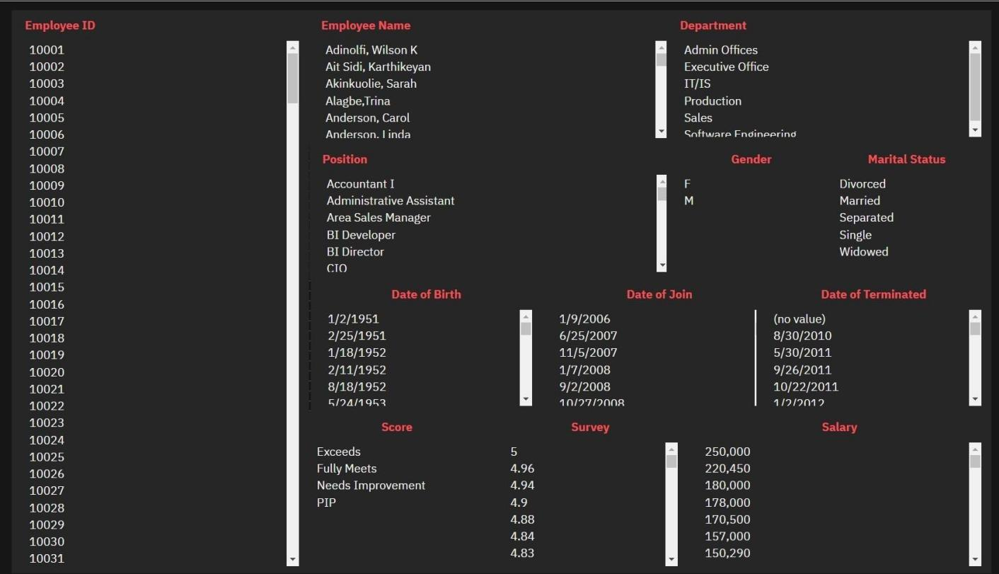 Employee ID
10001
10002
10003
10004
10005
10006
10007
10008
10009
10010
10011
10012
10013
10014
10015
10016
10017
10018
10019
10020
10021
10022
10023
10024
10025
10026
10027
10028
10029
10030
10031
Employee Name
Adinolfi, Wilson K
Ait Sidi, Karthikeyan
Akinkuolie, Sarah
Alagbe,Trina
Anderson, Carol
Anderson, Linda
Department
Admin Offices
Executive Office
IT/IS
Production
Sales
Software Engineering
Position
Accountant I
Administrative Assistant
Area Sales Manager
BI Developer
BI Director
CIO
Gender
F
M
Marital Status
Divorced
Married
Separated
Single
Widowed
Date of Birth
1/2/1951
2/25/1951
1/18/1952
2/11/1952
8/18/1952
5/24/1953
Date of Join
1/9/2006
6/25/2007
11/5/2007
1/7/2008
9/2/2008
10/27/2008
Date of Terminated
(no value)
8/30/2010
5/30/2011
9/26/2011
10/22/2011
1/2/2012
Score
Exceeds
Fully Meets
Needs Improvement
PIP
Survey
5
4.96
4.94
4.9
4.88
4.84
4.83
Salary
250,000
220,450
180,000
178,000
170,500
157,000
150,290